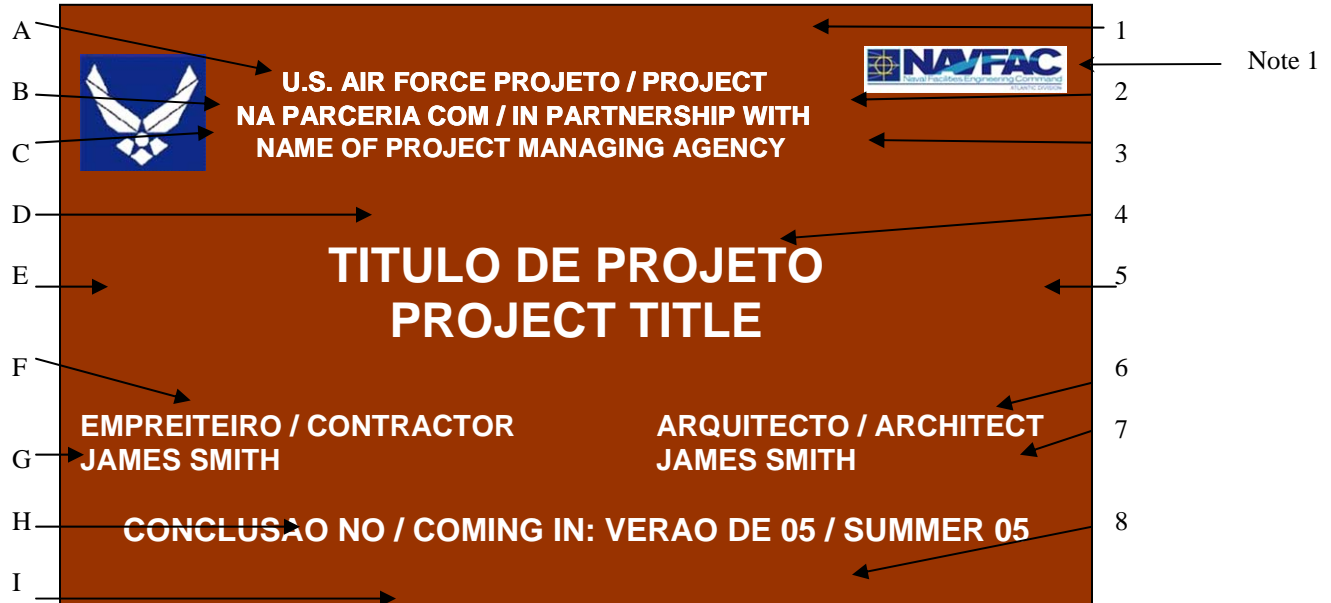 A
1
NAVFAC
Note 1
Naval Facilities Engineering Command
ATLANTIC DIVISION
U.S. AIR FORCE PROJETO / PROJECT
B
2
NA PARCERIA COM / IN PARTNERSHIP WITH
C
3
NAME OF PROJECT MANAGING AGENCY
D
4
TITULO DE PROJETO
E
5
PROJECT TITLE
F
6
EMPREITEIRO / CONTRACTOR
ARQUITECTO / ARCHITECT
7
G
JAMES SMITH
JAMES SMITH
H
8
CONCLUSAO NO / COMING IN: VERAO DE 05 / SUMMER 05
I